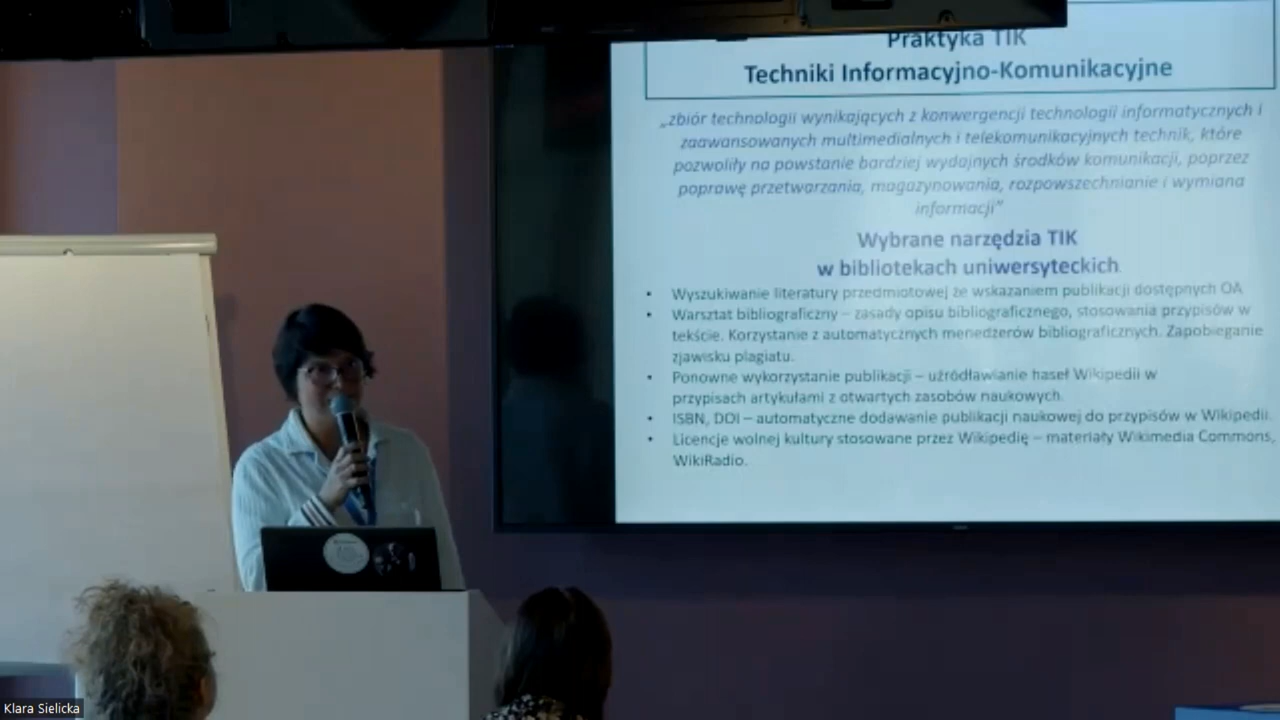 Praktyka TIK
Techniki Informacyjno-Komunikacyjne
„zbiór technologii wynikających z konwergencji technologii informatycznych i
zaawansowanych multimedialnych i telekomunikacyjnych technik, które
pozwoliły na powstanie bardziej wydajnych środków komunikacji, poprzez
poprawę przetwarzania, magazynowania, rozpowszechnianie i wymiana
informacji”
Wybrane narzędzia TIK
w bibliotekach uniwersyteckich.
• Wyszukiwanie literatury przedmiotowej ze wskazaniem publikacji dostępnych OA
• Warsztat bibliograficzny – zasady opisu bibliograficznego, stosowania przypisów w
tekście. Korzystanie z automatycznych menedżerów bibliograficznych. Zapobieganie
zjawisku plagiatu.
• Ponowne wykorzystanie publikacji – uźródławianie haseł Wikipedii w
przypisach artykułami z otwartych zasobów naukowych.
• ISBN, DOI – automatyczne dodawanie publikacji naukowej do przypisów w Wikipedii.
• Licencje wolnej kultury stosowane przez Wikipedię – materiały Wikimedia Commons,
WikiRadio.
Klara Sielicka